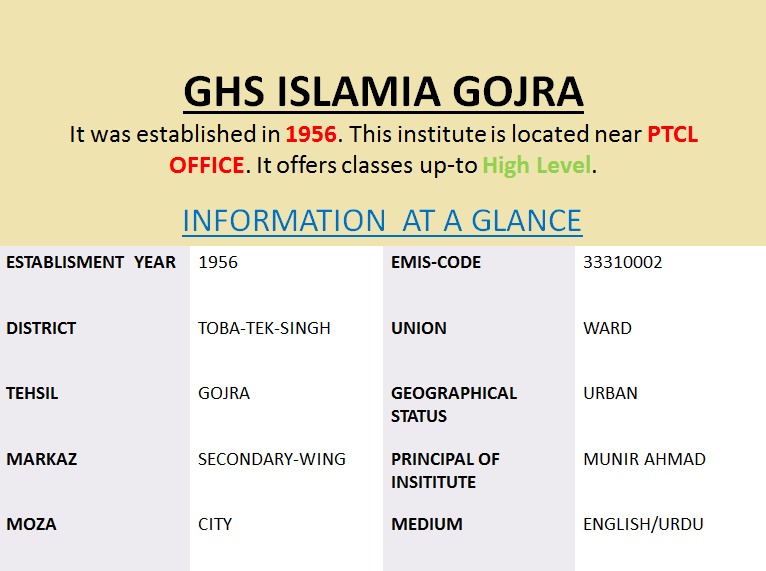 GHS ISLAMIA GOJRA
It was established in 1956. This institute is located near PTCL
OFFICE. It offers classes up-to High Level.
INFORMATION AT A GLANCE
ESTABLISMENT YEAR 1956 EMIS-CODE 33310002
DISTRICT TOBA-TEK-SINGH UNION WARD
TEHSIL GOJRA GEOGRAPHICAL URBAN
STATUS
MARKAZ SECONDARY-WING PRINCIPAL OF MUNIR AHMAD
INSITITUTE
MOZA CITY MEDIUM ENGLISH/URDU